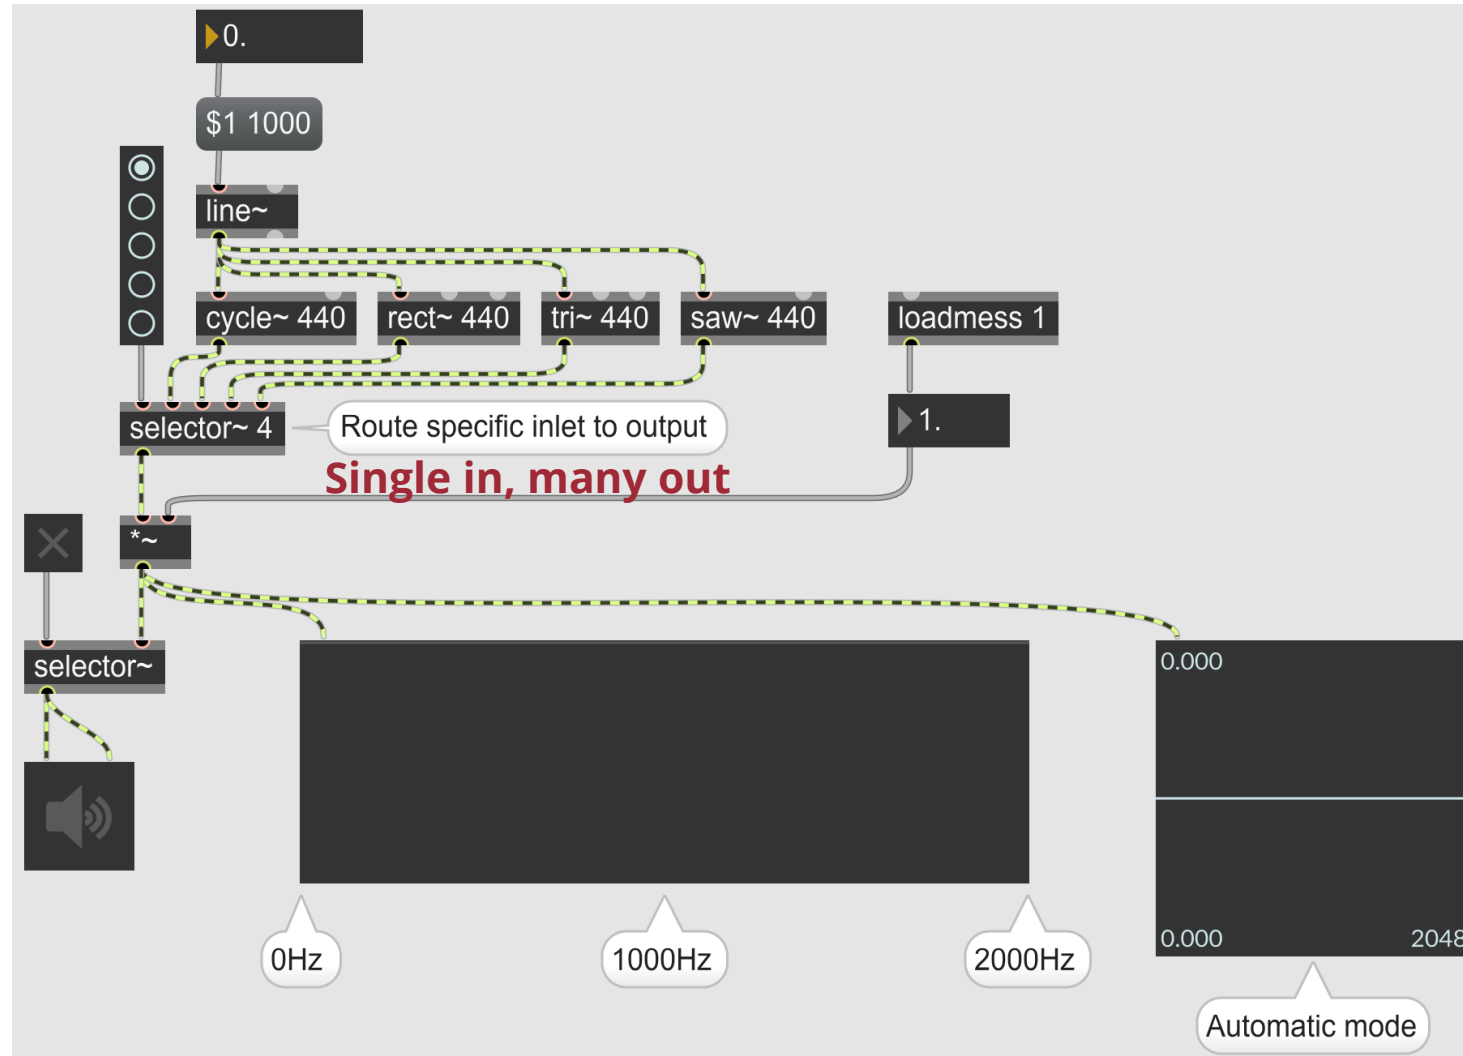 0.
$1 1000
line~
cycle~ 440
rect~ 440
tri~ 440
saw~ 440
loadmess 1
selector~ 4
Route specific inlet to output
1.
Single in, many out
*~
selector~
0.000
0.000
2048
0Hz
1000Hz
2000Hz
Automatic mode